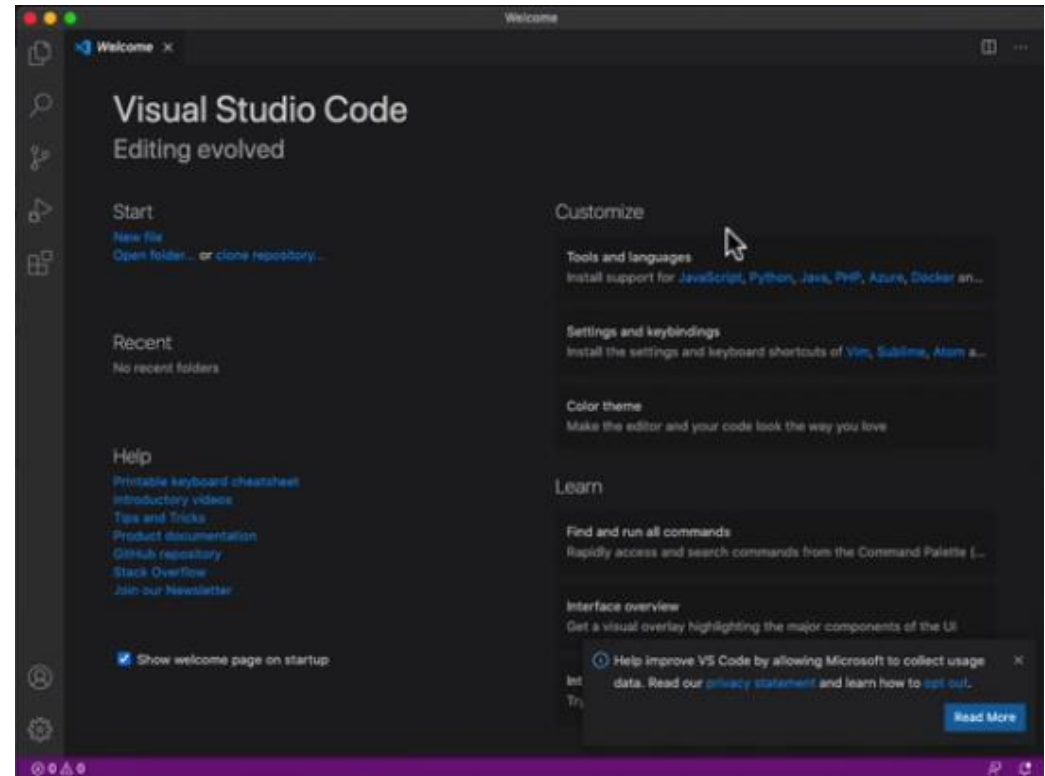 Welcome
Welcome
Visual Studio Code
Editing evolved
Start
New file
Open folder... or clone repository...
Recent
No recent folders
Help
Printable keyboard cheatsheet
Introductory videos
Tips and Tricks
Product documentation
GitHub repository
Stack Overflow
Join our Newsletter
Show welcome page on startup
Customize
Tools and languages
Install support for JavaScript, Python, Java, PHP, Azure, Docker an...
Settings and keybindings
Install the settings and keyboard shortcuts of Vim, Sublime, Atom a...
Color theme
Make the editor and your code look the way you love
Learn
Find and run all commands
Rapidly access and search commands from the Command Palette (...
Interface overview
Get a visual overlay highlighting the major components of the UI
Int
Try
Help improve VS Code by allowing Microsoft to collect usage
data. Read our privacy statement and learn how to opt out.
Read More
0 0